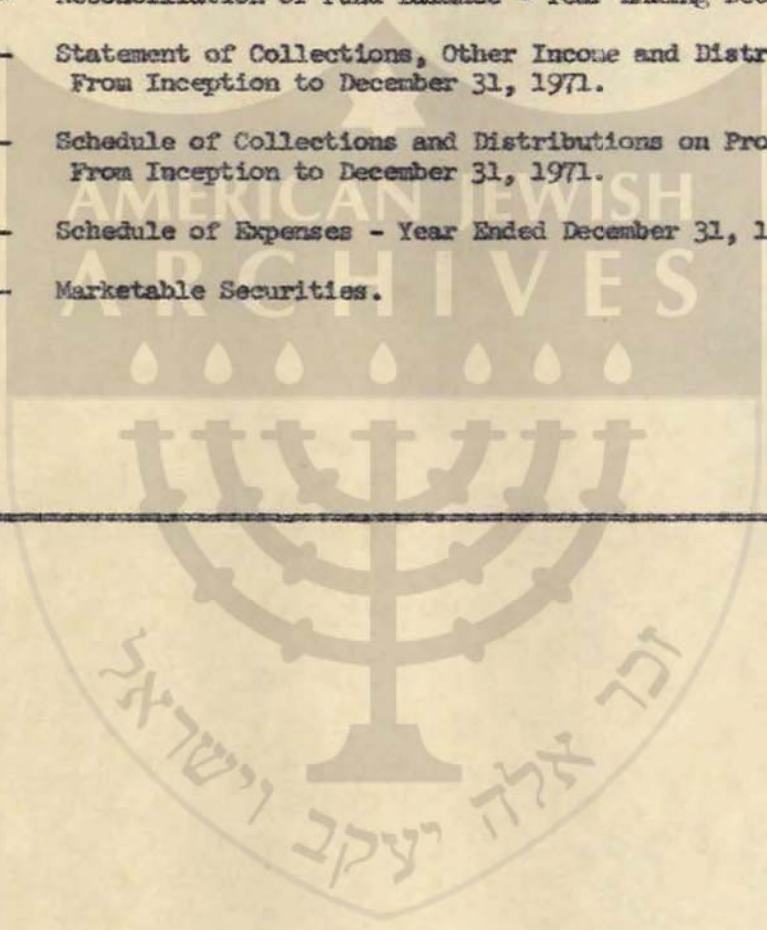 - Statement of Collections, Other Income and Distr
From Inception to December 31, 1971.
- Schedule of Collections and Distributions on Pro
From Inception to December 31, 1971.
AMERICAN JEWISH
- Schedule of Expenses - Year Ended December 31, 1
ARCHIVES
- Marketable Securities.
זכר אלה יעקב וישראל